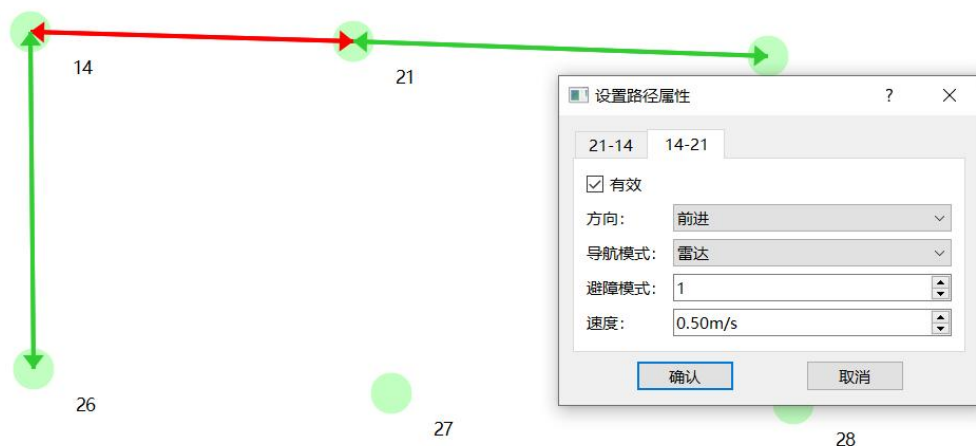 14
21
设置路径属性
?
21-14
14-21
有效
方向：
前进
导航模式：
雷达
避障模式：
1
速度：
0.50m/s
确认
取消
26
27
28